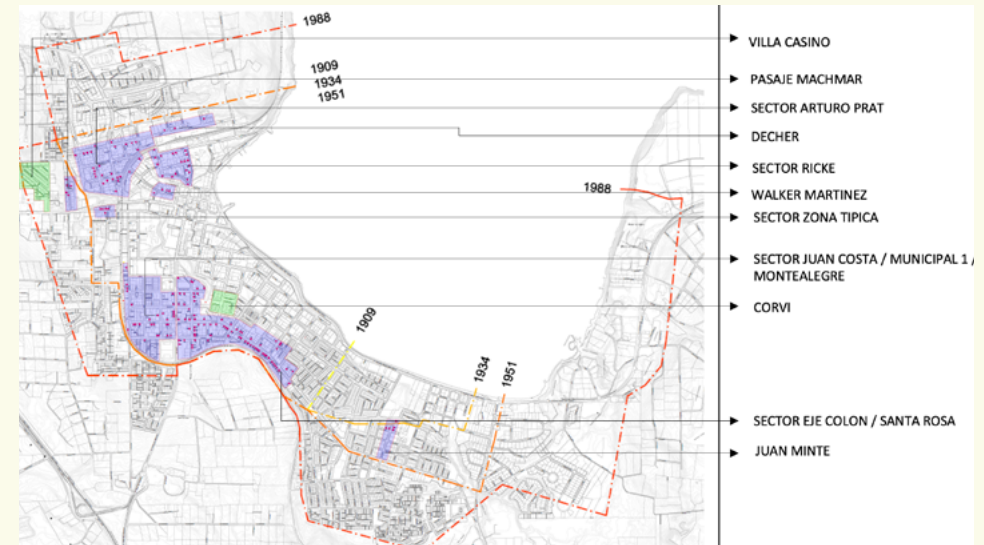 1988
1909
1934
1951
1988
1909
1934
1951
VILLA CASINO
PASAJE MACHMAR
SECTOR ARTURO PRAT
DECHER
SECTOR RICKE
WALKER MARTINEZ
SECTOR ZONA TIPICA
SECTOR JUAN COSTA / MUNICIPAL 1 /
MONTEALEGRE
CORVI
SECTOR EJE COLON / SANTA ROSA
JUAN MINTE